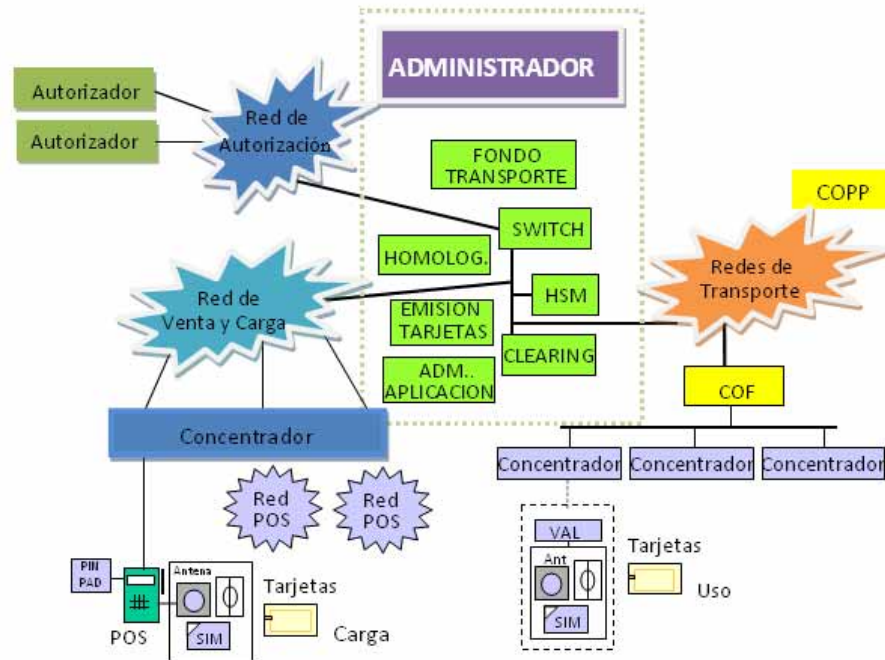 ADMINISTRADOR
Autorizador
Autorizador
Red de
Autorización
FONDO
TRANSPORTE
COPP
SWITCH
HOMOLOG.
Redes de
Transporte
Red de
Venta y Carga
HSM
EMISION
TARJETAS
CLEARING
ADM..
APLICACION
COF
Concentrador
Concentrador
Concentrador
Concentrador
Red
POS
Red
POS
VAL
Ant
SIM
Tarjetas
Uso
PIN
PAD
POS
Antena
SIM
Tarjetas
Carga